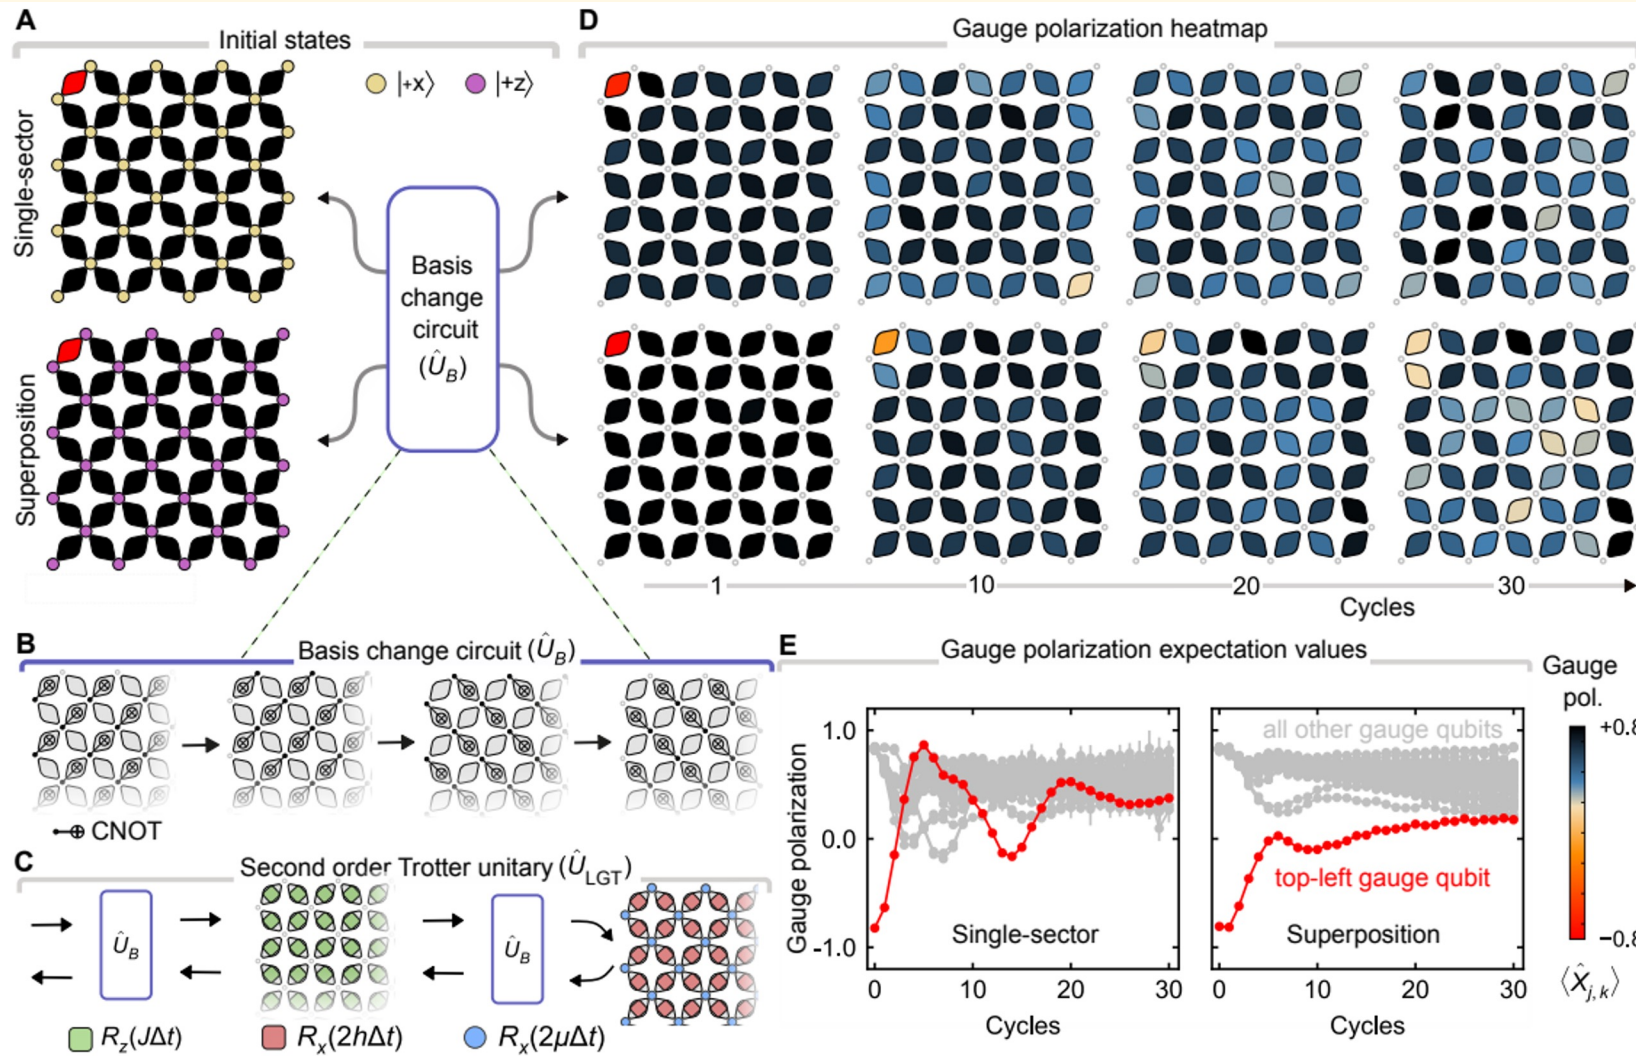 A
Initial states
|+x⟩
|+z⟩
Single-sector
Superposition
Basis
change
circuit
(Û_B)
D
Gauge polarization heatmap
1
10
20
30
Cycles
B
Basis change circuit (Û_B)
CNOT
C
Second order Trotter unitary (Û_LGT)
Û_B
Û_B
R_z(JΔt)
R_x(2hΔt)
R_x(2μΔt)
E
Gauge polarization expectation values
Gauge polarization
1.0
0.0
-1.0
Single-sector
0
10
20
30
Cycles
all other gauge qubits
top-left gauge qubit
Superposition
0
10
20
30
Cycles
Gauge
pol.
+0.8
−0.8
⟨X̂_{j,k}⟩